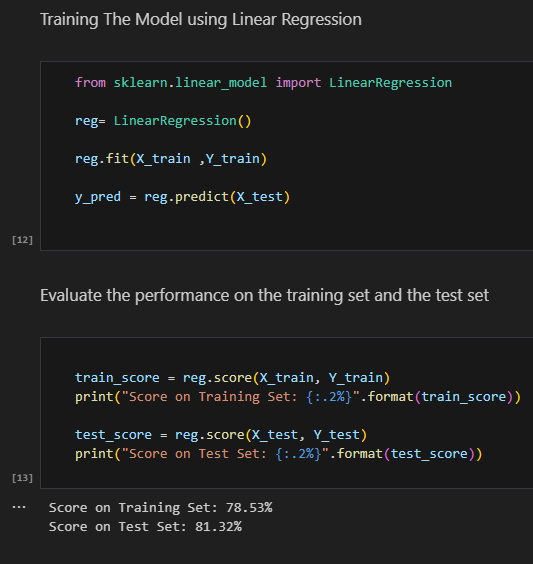 Training The Model using Linear Regression
from sklearn.linear_model import LinearRegression
reg= LinearRegression()
reg.fit(X_train ,Y_train)
y_pred = reg.predict(X_test)
[12]
Evaluate the performance on the training set and the test set
train_score = reg.score(X_train, Y_train)
print("Score on Training Set: {:.2%}".format(train_score))
test_score = reg.score(X_test, Y_test)
print("Score on Test Set: {:.2%}".format(test_score))
[13]
... Score on Training Set: 78.53%
Score on Test Set: 81.32%